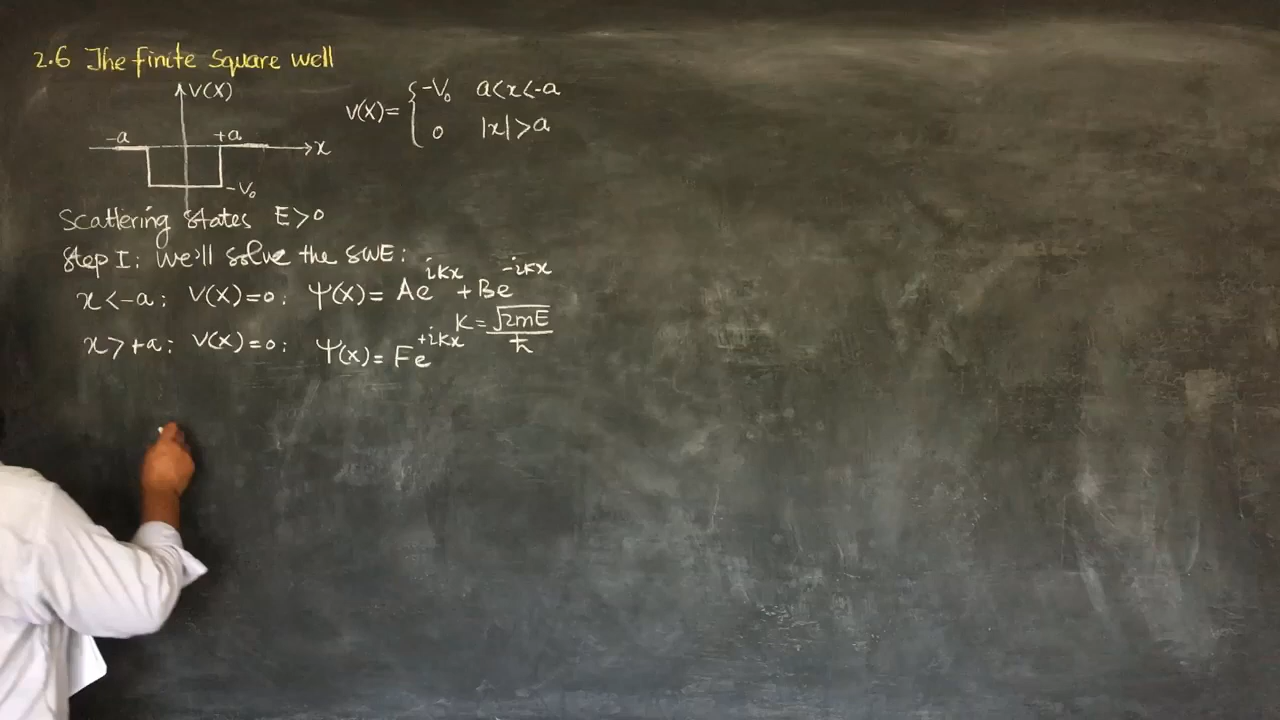 2.6 The finite square well
V(X)
-a
+a
x
-V₀
V(X)= { -V₀ a<x<-a
0 |x|>a
Scattering States E>0
Step I: we'll solve the SWE:
x<-a: V(X)=0: Ψ(X)= Ae^{ikx} + Be^{-ikx}
K = √2mE / ħ
x>+a: V(X)=0: Ψ(X)= Fe^{+ikx}